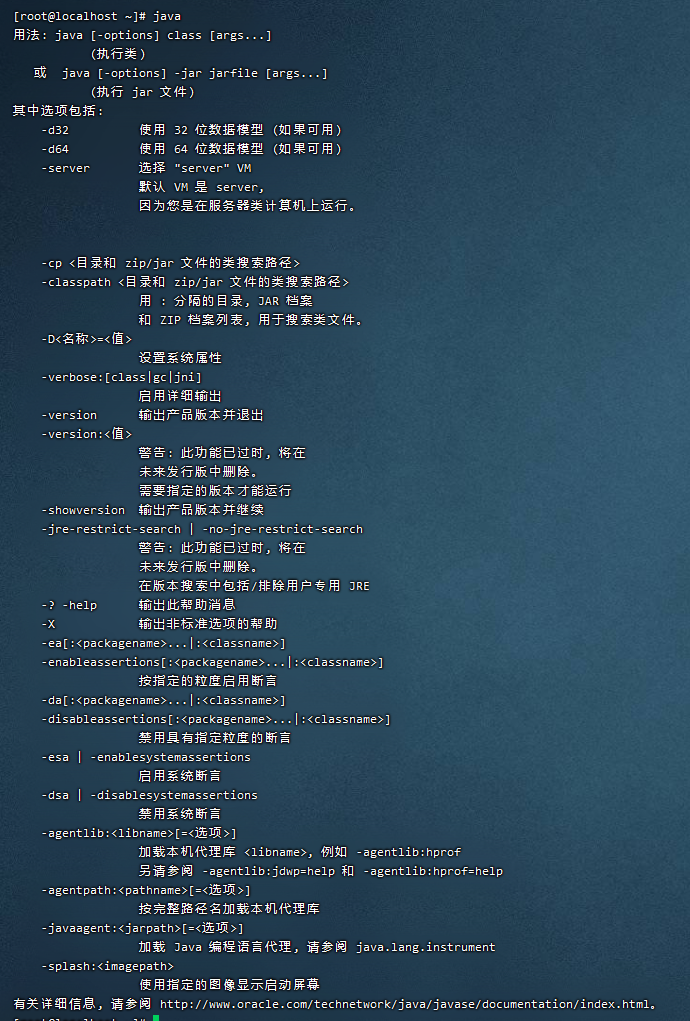 [root@localhost ~]# java
用法: java [-options] class [args...]
(执行类)
或  java [-options] -jar jarfile [args...]
(执行 jar 文件)
其中选项包括:
-d32 使用 32 位数据模型 (如果可用)
-d64 使用 64 位数据模型 (如果可用)
-server 选择 "server" VM
默认 VM 是 server,
因为您是在服务器类计算机上运行。
-cp <目录和 zip/jar 文件的类搜索路径>
-classpath <目录和 zip/jar 文件的类搜索路径>
用 : 分隔的目录, JAR 档案
和 ZIP 档案列表, 用于搜索类文件。
-D<名称>=<值>
设置系统属性
-verbose:[class|gc|jni]
启用详细输出
-version 输出产品版本并退出
-version:<值>
警告: 此功能已过时, 将在
未来发行版中删除。
需要指定的版本才能运行
-showversion 输出产品版本并继续
-jre-restrict-search | -no-jre-restrict-search
警告: 此功能已过时, 将在
未来发行版中删除。
在版本搜索中包括/排除用户专用 JRE
-? -help 输出此帮助消息
-X 输出非标准选项的帮助
-ea[:<packagename>...|:<classname>]
-enableassertions[:<packagename>...|:<classname>]
按指定的粒度启用断言
-da[:<packagename>...|:<classname>]
-disableassertions[:<packagename>...|:<classname>]
禁用具有指定粒度的断言
-esa | -enablesystemassertions
启用系统断言
-dsa | -disablesystemassertions
禁用系统断言
-agentlib:<libname>[=<选项>]
加载本机代理库 <libname>, 例如 -agentlib:hprof
另请参阅 -agentlib:jdwp=help 和 -agentlib:hprof=help
-agentpath:<pathname>[=<选项>]
按完整路径名加载本机代理库
-javaagent:<jarpath>[=<选项>]
加载 Java 编程语言代理, 请参阅 java.lang.instrument
-splash:<imagepath>
使用指定的图像显示启动屏幕
有关详细信息, 请参阅 http://www.oracle.com/technetwork/java/javase/documentation/index.html。